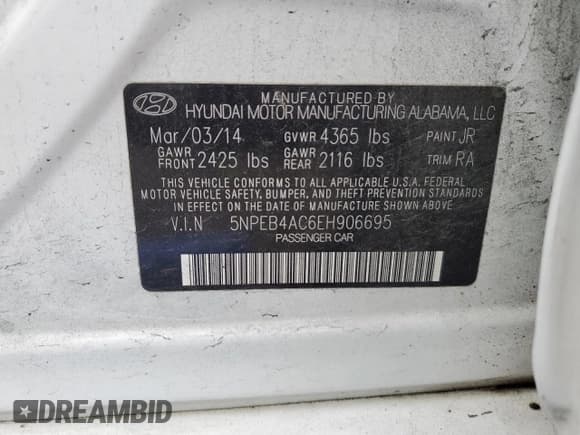 MANUFACTURED BY
HYUNDAI MOTOR MANUFACTURING ALABAMA, LLC
Mar/03/14 GVWR 4365 lbs PAINT JR
GAWR FRONT 2425 lbs GAWR REAR 2116 lbs TRIM RA
THIS VEHICLE CONFORMS TO ALL APPLICABLE U.S.A. FEDERAL
MOTOR VEHICLE SAFETY, BUMPER, AND THEFT PREVENTION STANDARDS
IN EFFECT ON THE DATE OF MANUFACTURE SHOWN ABOVE.
V.I.N 5NPEB4AC6EH906695
PASSENGER CAR
DREAMBID